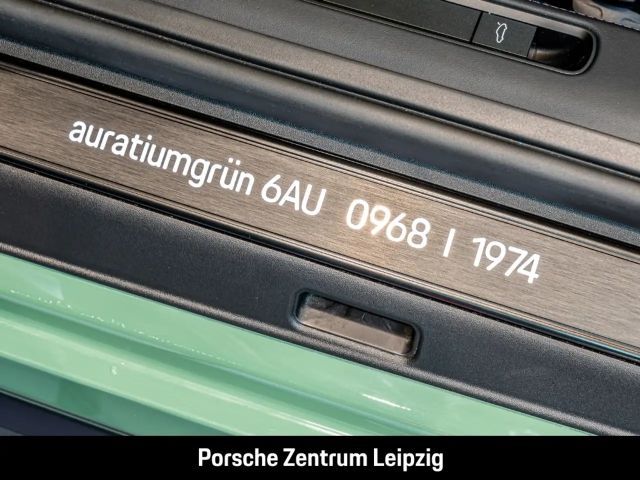 auratiumgrün 6AU 0968 | 1974
Porsche Zentrum Leipzig